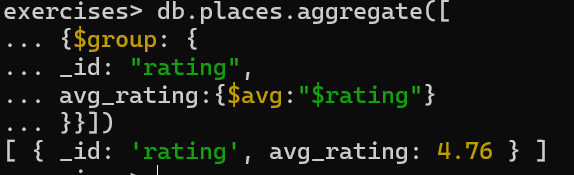 exercises> db.places.aggregate([
... {$group: {
... _id: "rating",
... avg_rating:{$avg:"$rating"}
... }}])
[ { _id: 'rating', avg_rating: 4.76 } ]